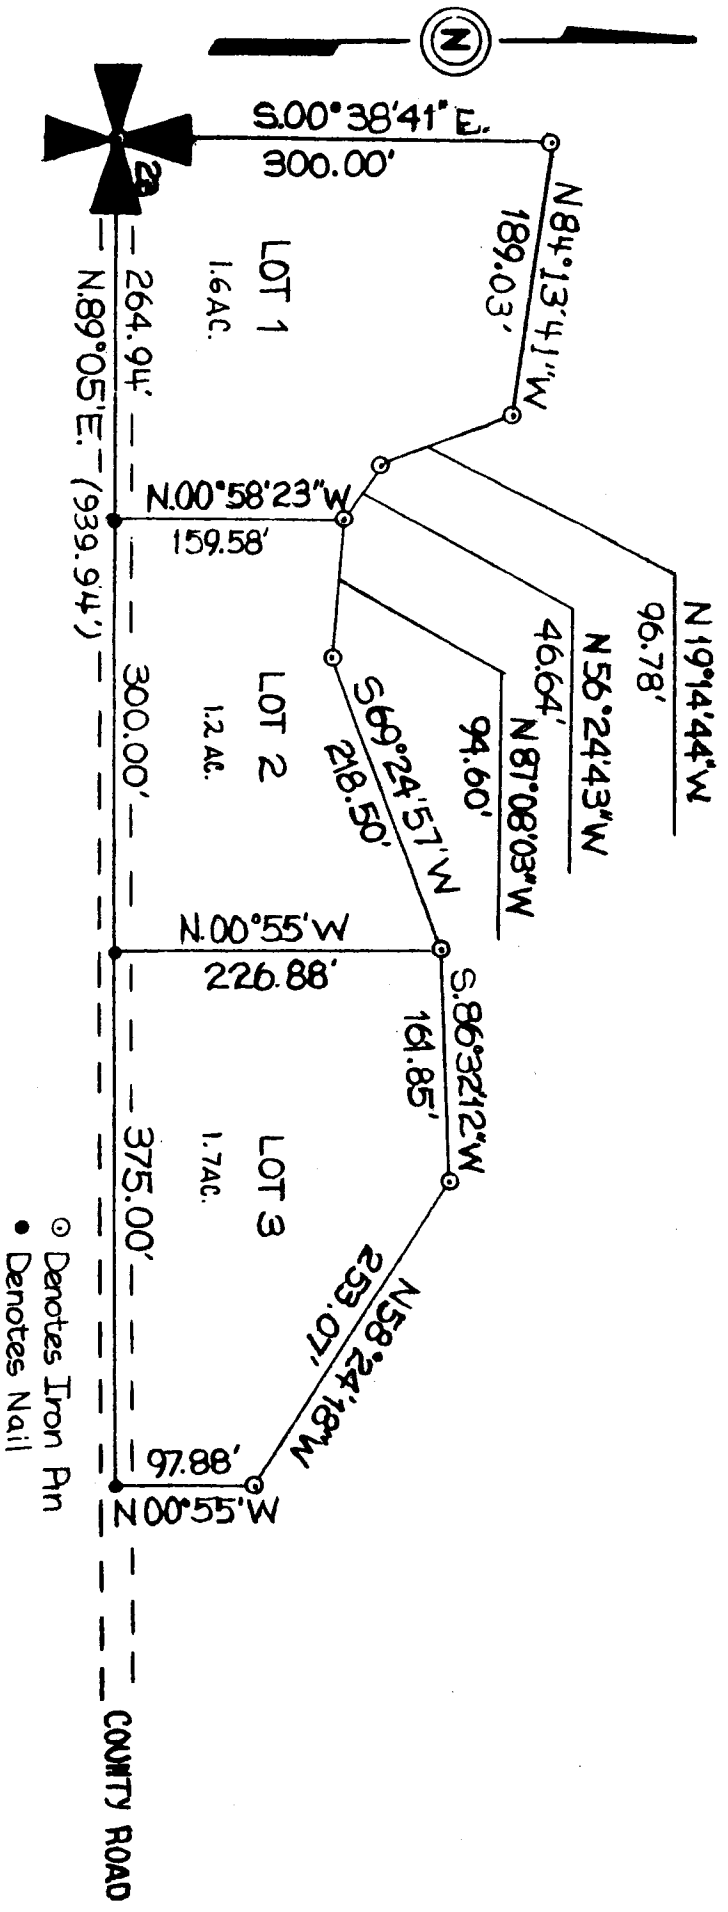 N
S.00°38'41" E.
300.00'
N84°13'41"W
189.03'
N19°14'44"W
96.78'
N56°24'43"W
46.64'
N87°08'03"W
94.60'
LOT 1
1.6 AC.
264.94'
N.89°05'E. (939.94')
N.00°58'23"W
159.58'
S69°24'57'W
218.50'
LOT 2
1.2 AC.
300.00'
N.00°55'W
226.88'
S.86°32'12"W
161.85'
LOT 3
1.7AC.
375.00'
N58°24'18"W
253.07'
97.88'
N00°55'W
COUNTY ROAD
Denotes Iron Pin
Denotes Nail